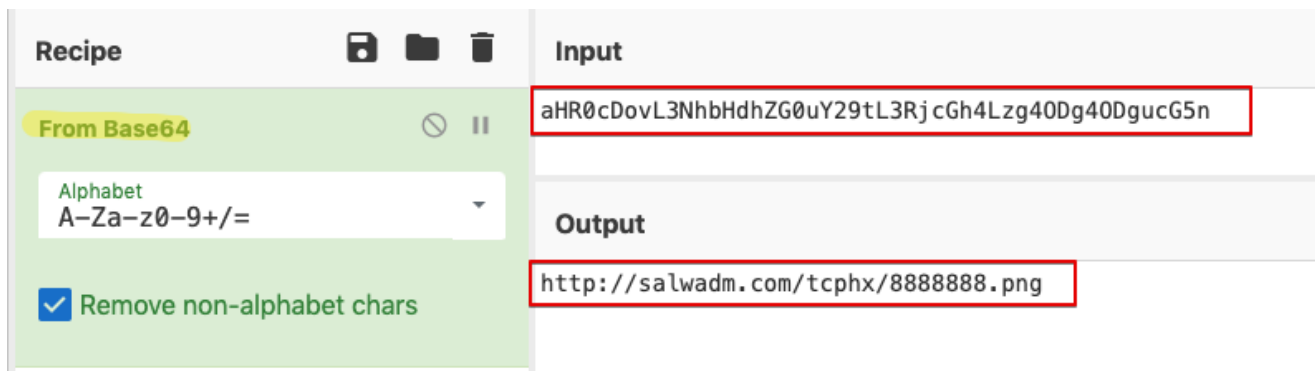 Recipe
From Base64
Alphabet
A-Za-z0-9+/=
Remove non-alphabet chars
Input
aHR0cDovL3NhbHdhZG0uY29tL3RjcGh4Lzg4ODg4ODgucG5n
Output
http://salwadm.com/tcphx/8888888.png